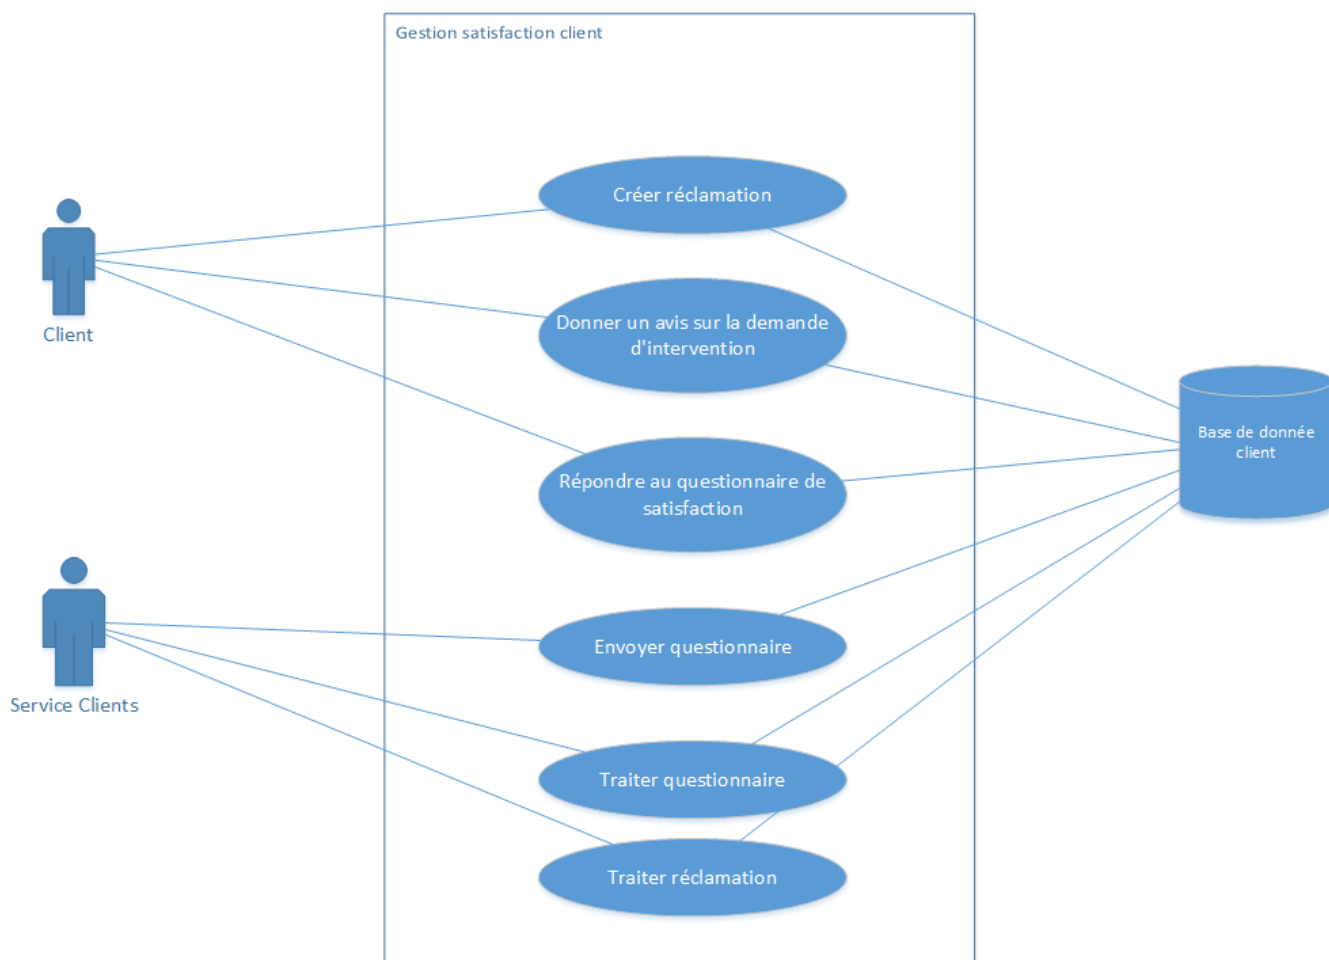 Gestion satisfaction client
Créer réclamation
Client
Donner un avis sur la demande
d'intervention
Base de donnée
client
Répondre au questionnaire de
satisfaction
Envoyer questionnaire
Service Clients
Traiter questionnaire
Traiter réclamation